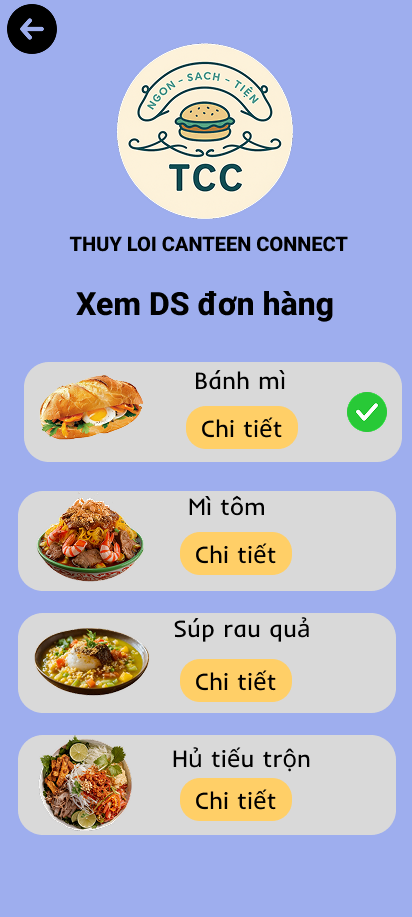 NGON - SACH - TIỆN
TCC
THUY LOI CANTEEN CONNECT
Xem DS đơn hàng
Bánh mì
Chi tiết
Mì tôm
Chi tiết
Súp rau quả
Chi tiết
Hủ tiếu trộn
Chi tiết